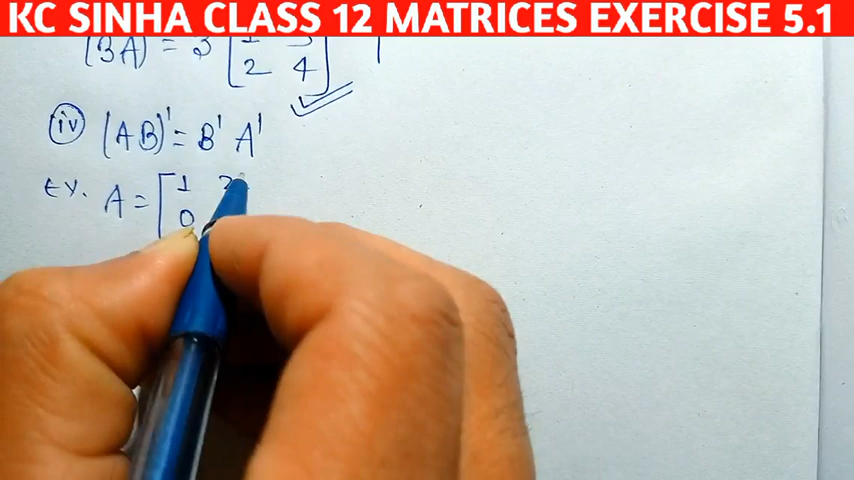 KC SINHA CLASS 12 MATRICES EXERCISE 5.1
(BA)' = 3
2 4
(iv) (AB)' = B' A'
Ex. A = [ 1 2
0